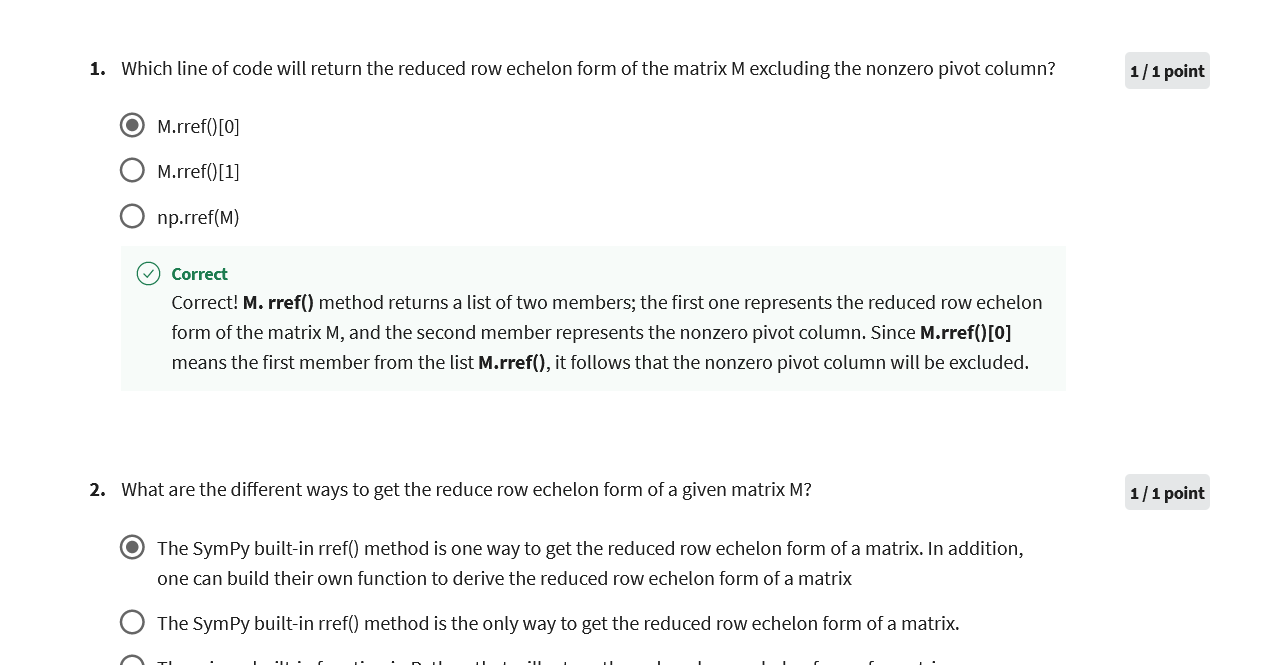 1. Which line of code will return the reduced row echelon form of the matrix M excluding the nonzero pivot column?
1 / 1 point
M.rref()[0]
M.rref()[1]
np.rref(M)
Correct
Correct! M. rref() method returns a list of two members; the first one represents the reduced row echelon
form of the matrix M, and the second member represents the nonzero pivot column. Since M.rref()[0]
means the first member from the list M.rref(), it follows that the nonzero pivot column will be excluded.
2. What are the different ways to get the reduce row echelon form of a given matrix M?
1 / 1 point
The SymPy built-in rref() method is one way to get the reduced row echelon form of a matrix. In addition,
one can build their own function to derive the reduced row echelon form of a matrix
The SymPy built-in rref() method is the only way to get the reduced row echelon form of a matrix.